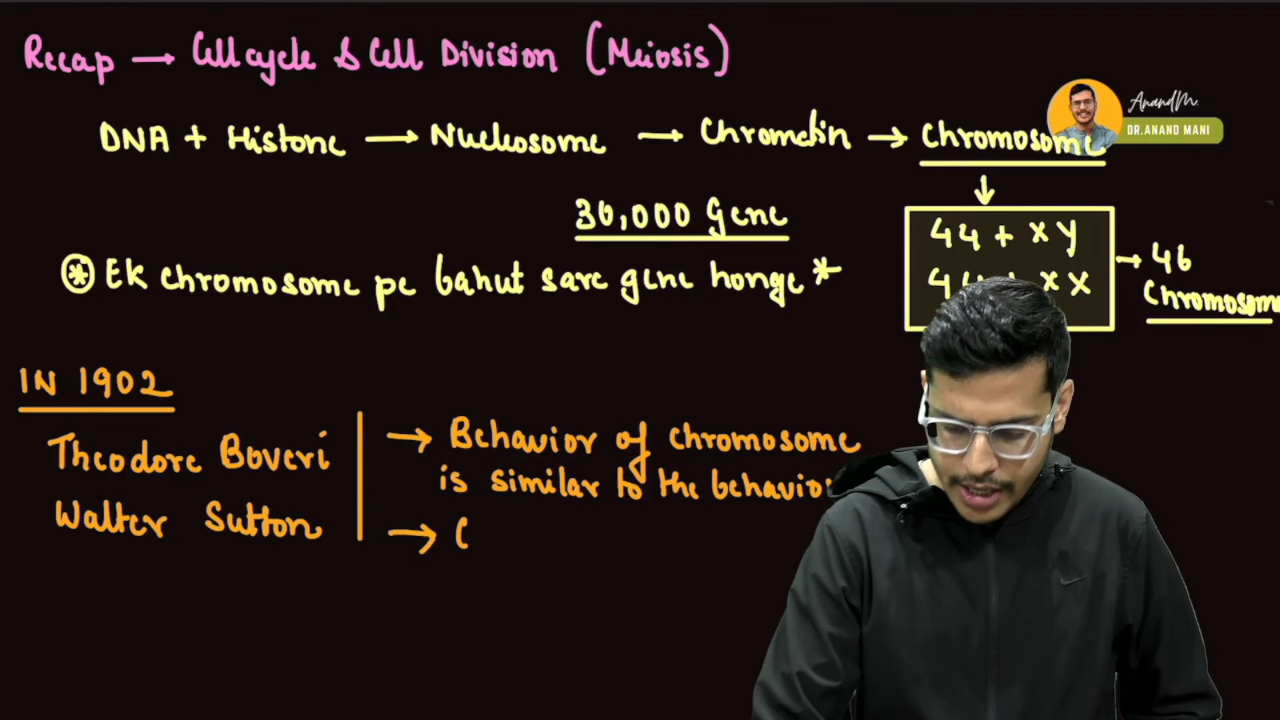 Recap → Cell cycle & Cell Division (Meiosis)
AnandM.
DR.ANAND MANI
DNA + Histone → Nucleosome → Chromatin → Chromosome
30,000 Gene
44 + XY
→ 46
⊛ Ek chromosome pe bahut sare gene honge *
XX
Chromosome
IN 1902
Theodore Boveri
Walter Sutton
→ Behavior of chromosome
is similar to the behavior
→ C